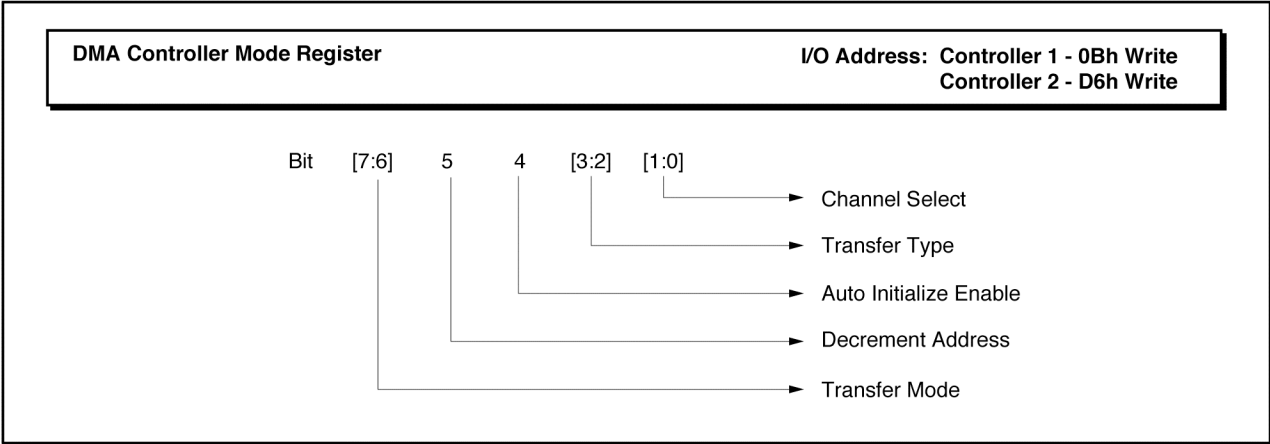 DMA Controller Mode Register
I/O Address: Controller 1 - 0Bh Write
Controller 2 - D6h Write
Bit [7:6] 5 4 [3:2] [1:0]
Channel Select
Transfer Type
Auto Initialize Enable
Decrement Address
Transfer Mode